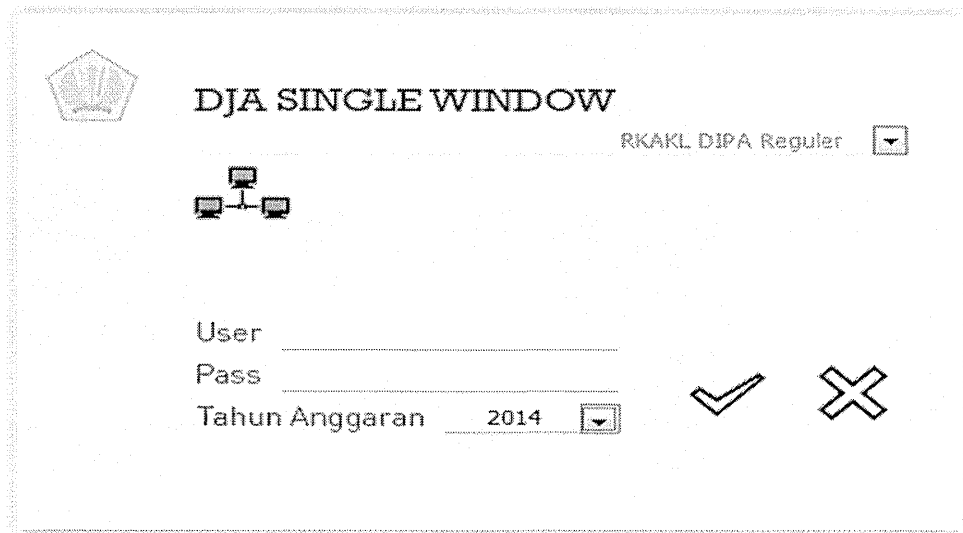 DJA SINGLE WINDOW
RKAKL DIPA Reguler
User
Pass
Tahun Anggaran 2014